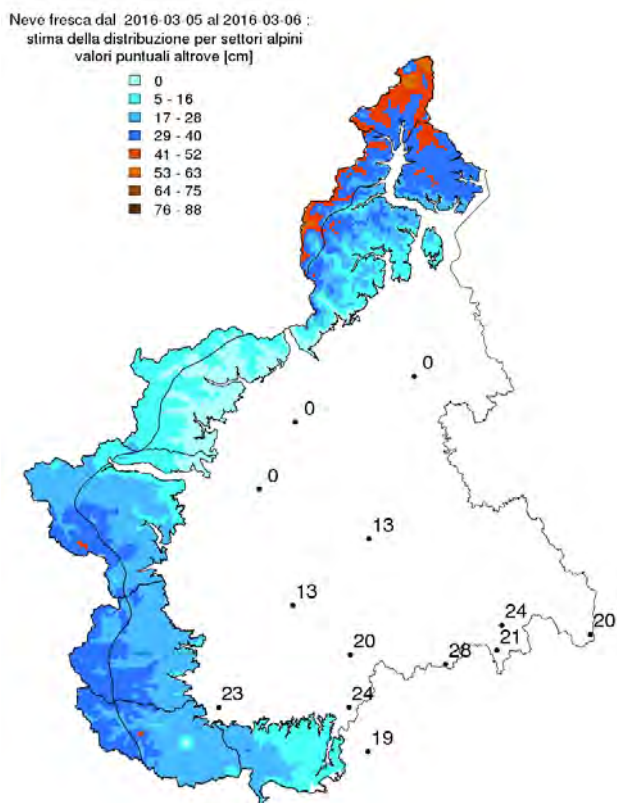 Neve fresca dal 2016-03-05 al 2016-03-06 :
stima della distribuzione per settori alpini
valori puntuali altrove [cm]
0
5 - 16
17 - 28
29 - 40
41 - 52
53 - 63
64 - 75
76 - 88
0
0
0
13
13
24
20
20
21
28
23
24
19